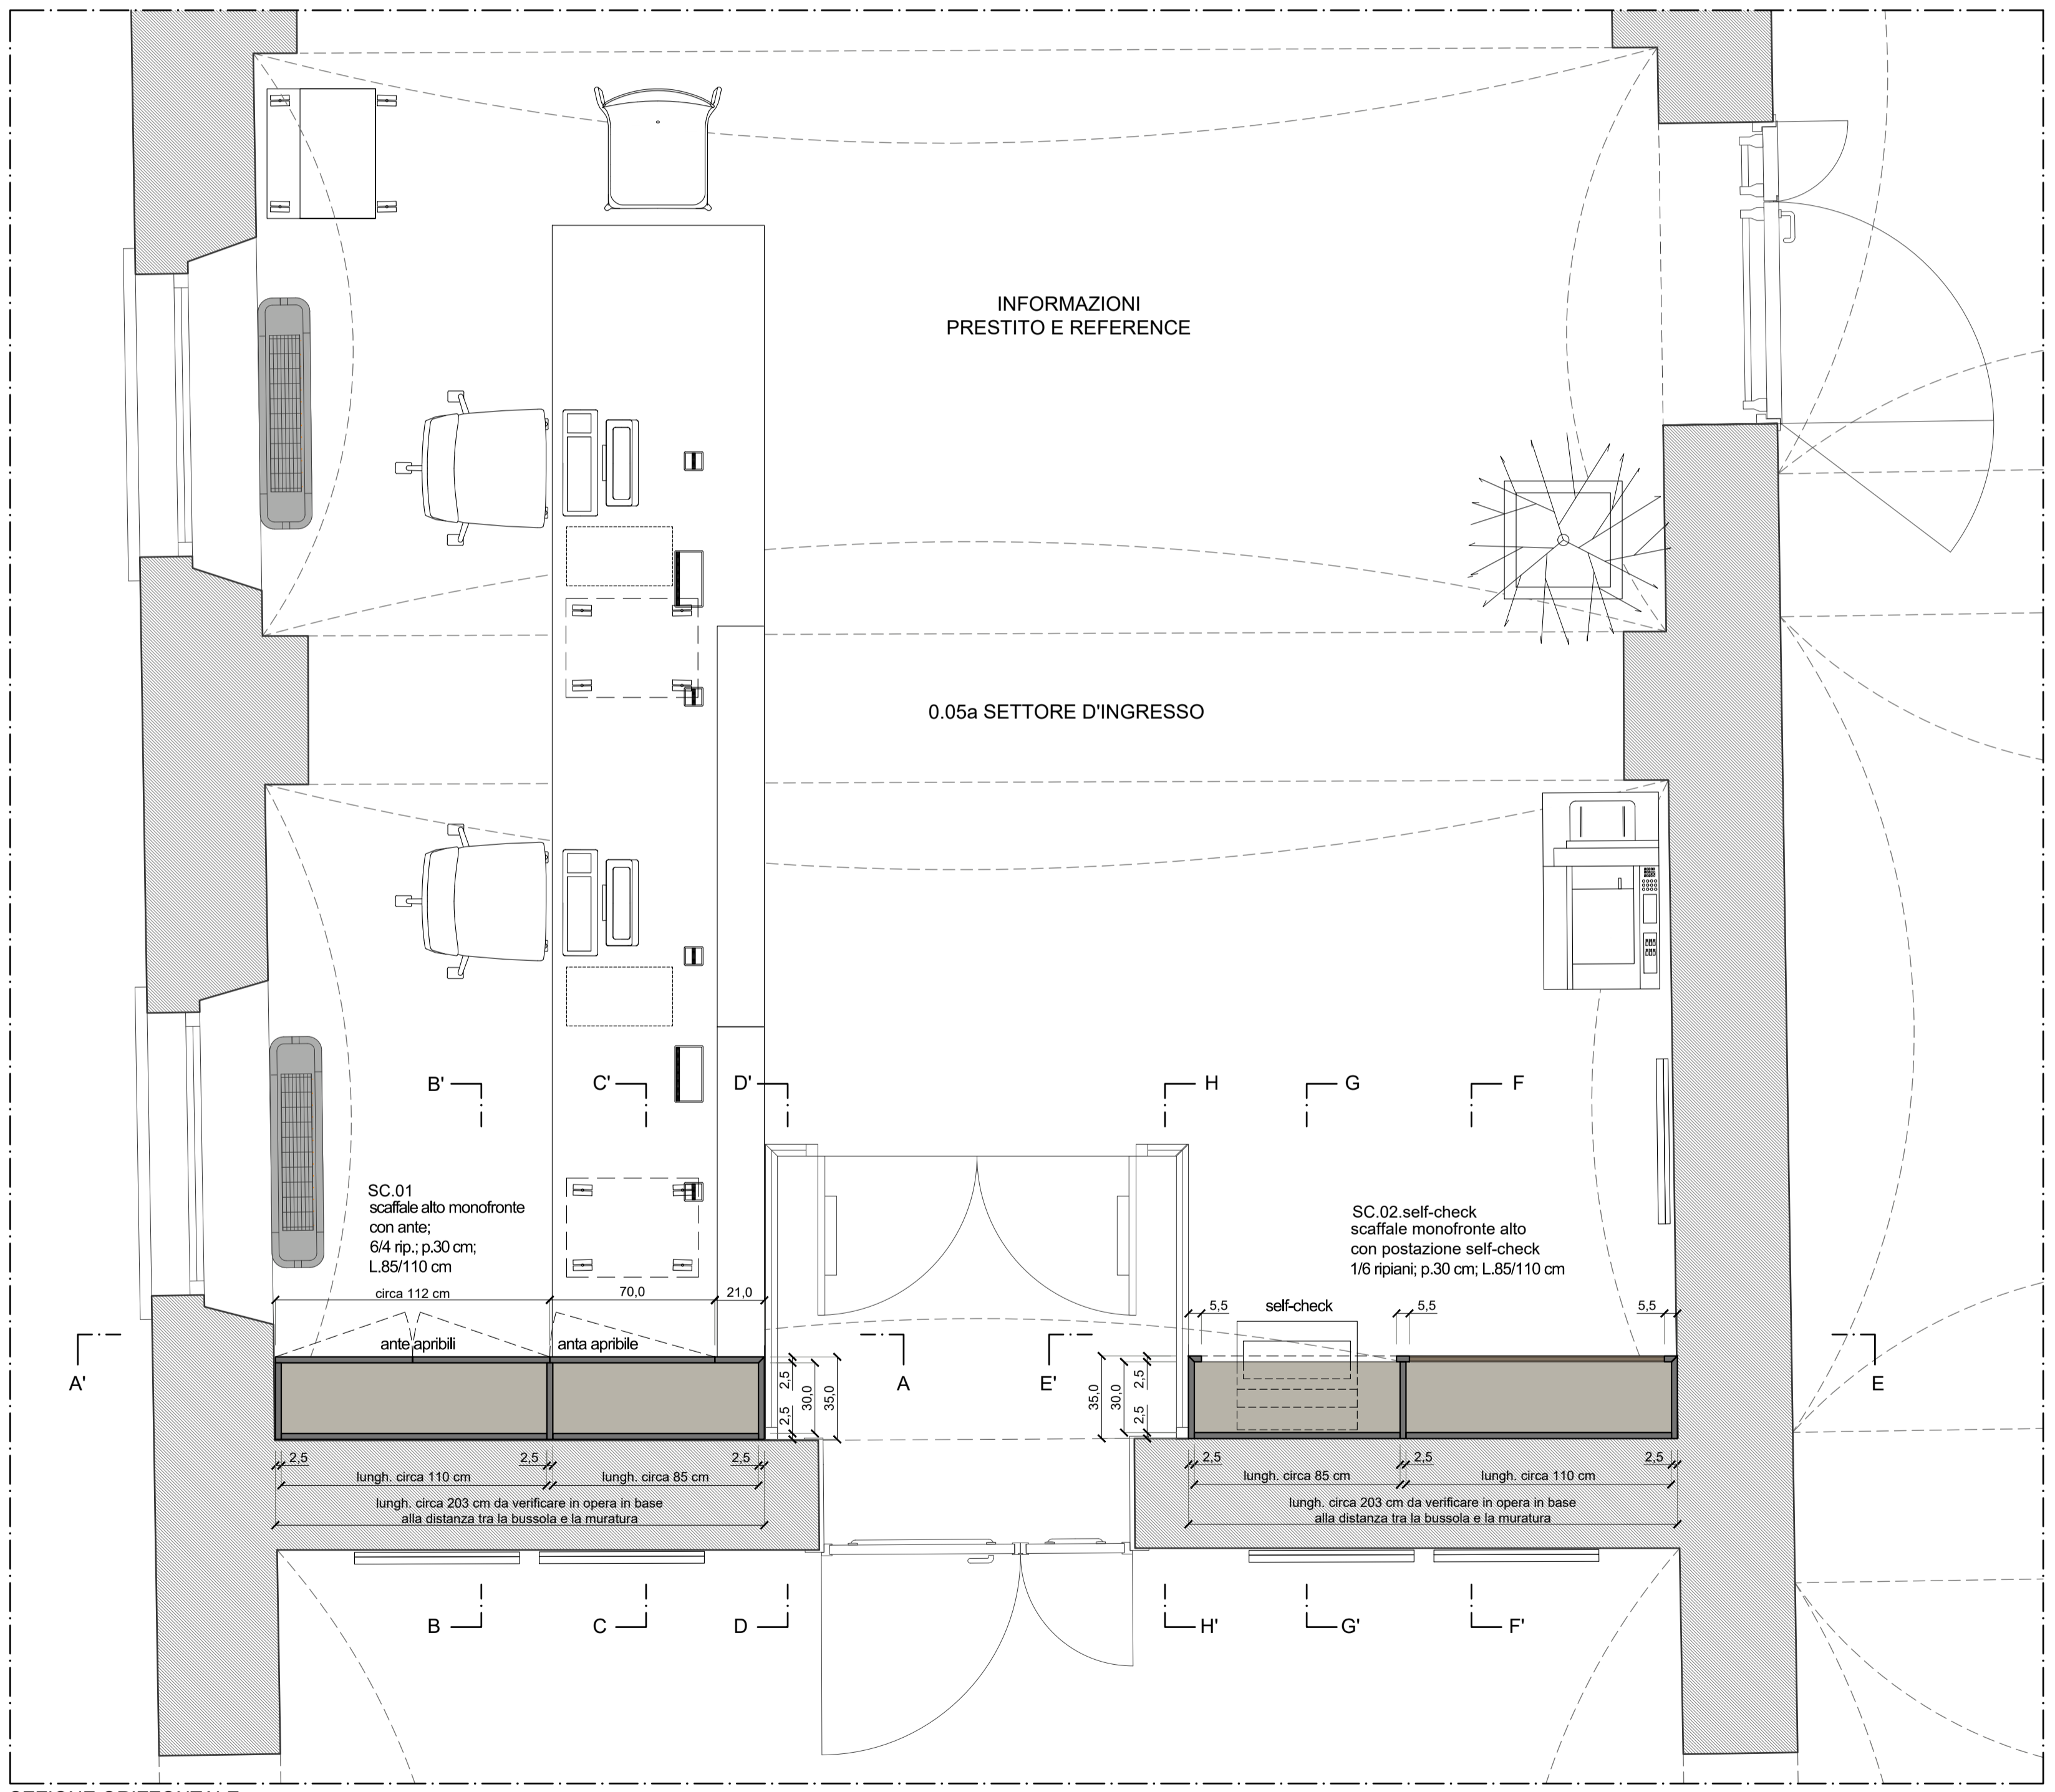 INFORMAZIONI
PRESTITO E REFERENCE
0.05a SETTORE D'INGRESSO
B'
C'
D'
H
G
F
SC.01
scaffale alto monofronte
con ante;
6/4 rip.; p.30 cm;
L.85/110 cm
SC.02.self-check
scaffale monofronte alto
con postazione self-check
1/6 ripiani; p.30 cm; L.85/110 cm
circa 112 cm
70,0
21,0
5,5
self-check
5,5
5,5
ante apribili
anta apribile
A'
A
E'
E
2,5
2,5
30,0
35,0
35,0
30,0
2,5
2,5
2,5
2,5
2,5
2,5
2,5
2,5
lungh. circa 110 cm
lungh. circa 85 cm
lungh. circa 85 cm
lungh. circa 110 cm
lungh. circa 203 cm da verificare in opera in base
alla distanza tra la bussola e la muratura
lungh. circa 203 cm da verificare in opera in base
alla distanza tra la bussola e la muratura
B
C
D
H'
G'
F'